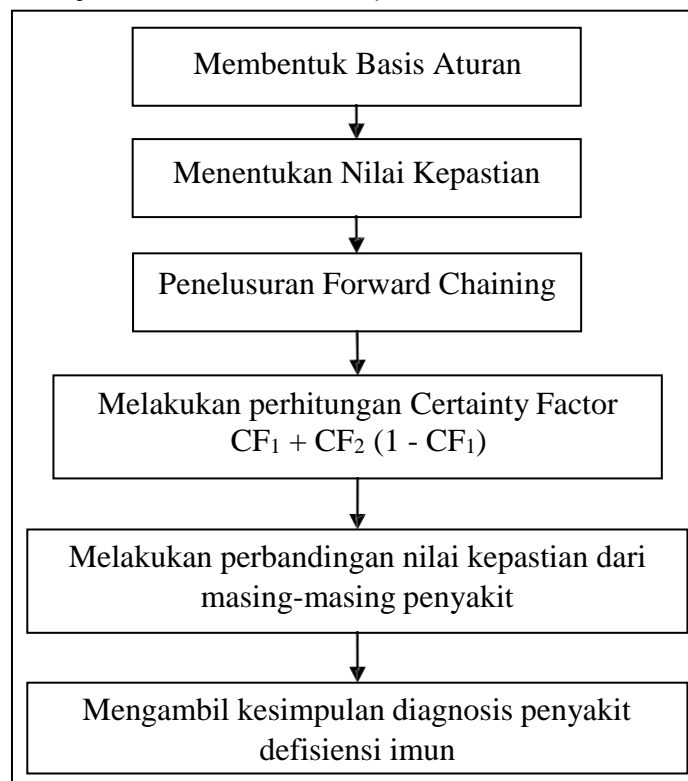 Membentuk Basis Aturan
Menentukan Nilai Kepastian
Penelusuran Forward Chaining
Melakukan perhitungan Certainty Factor
CF₁ + CF₂ (1 - CF₁)
Melakukan perbandingan nilai kepastian dari
masing-masing penyakit
Mengambil kesimpulan diagnosis penyakit
defisiensi imun